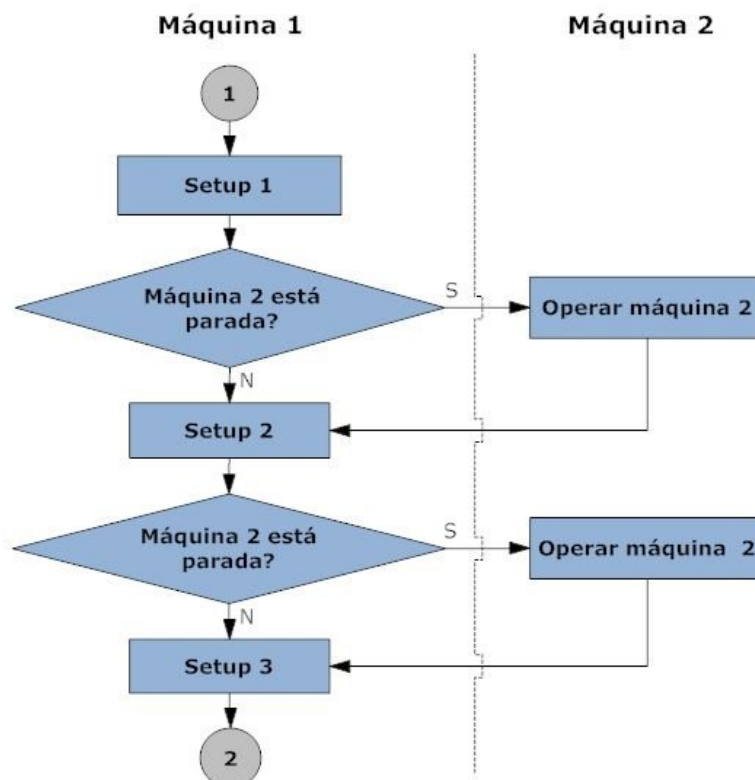 Máquina 1
Máquina 2
1
Setup 1
Máquina 2 está
parada?
S
Operar máquina 2
N
Setup 2
Máquina 2 está
parada?
S
Operar máquina 2
N
Setup 3
2